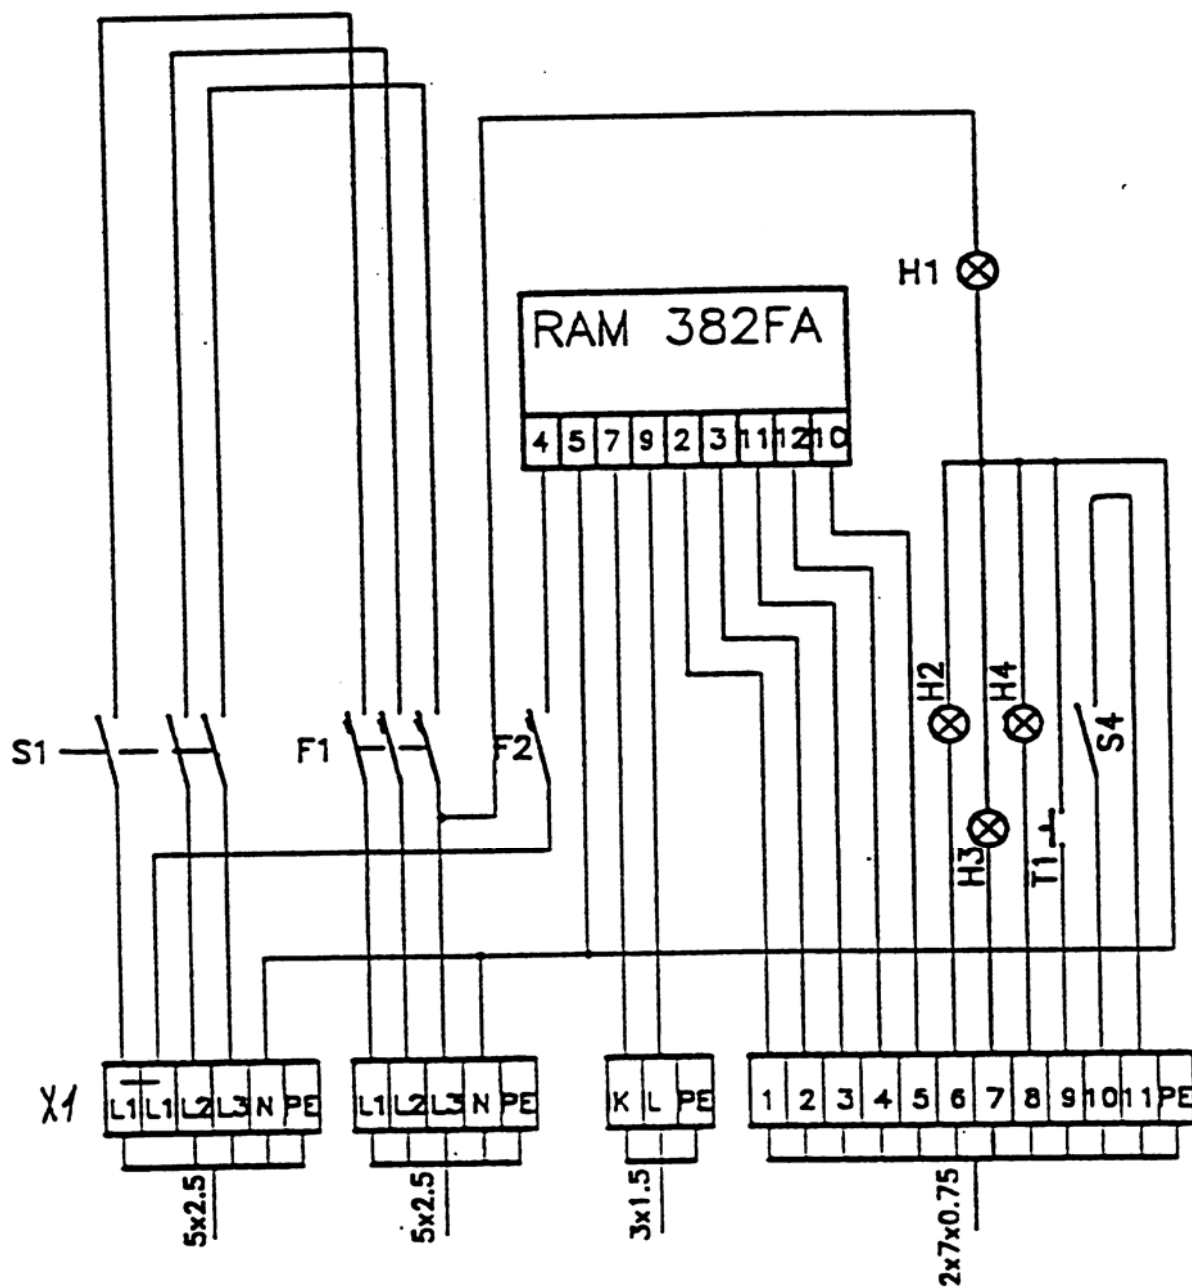 H1
RAM 382FA
4 5 7 9 2 3 11 12 10
H2
H4
S1
F1
F2
S4
H3
T1
X1
L1 L1 L2 L3 N PE
L1 L2 L3 N PE
K L PE
1 2 3 4 5 6 7 8 9 10 11 PE
5x2.5
5x2.5
3x1.5
2x7x0.75